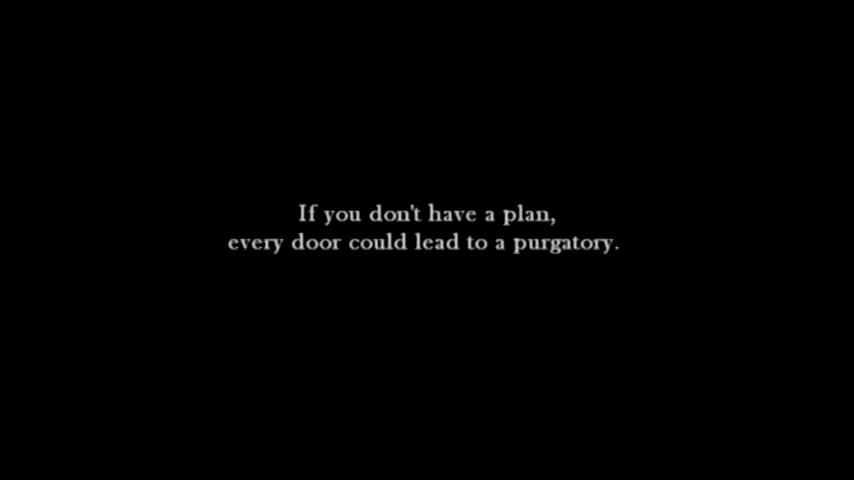 If you don't have a plan,
every door could lead to a purgatory.